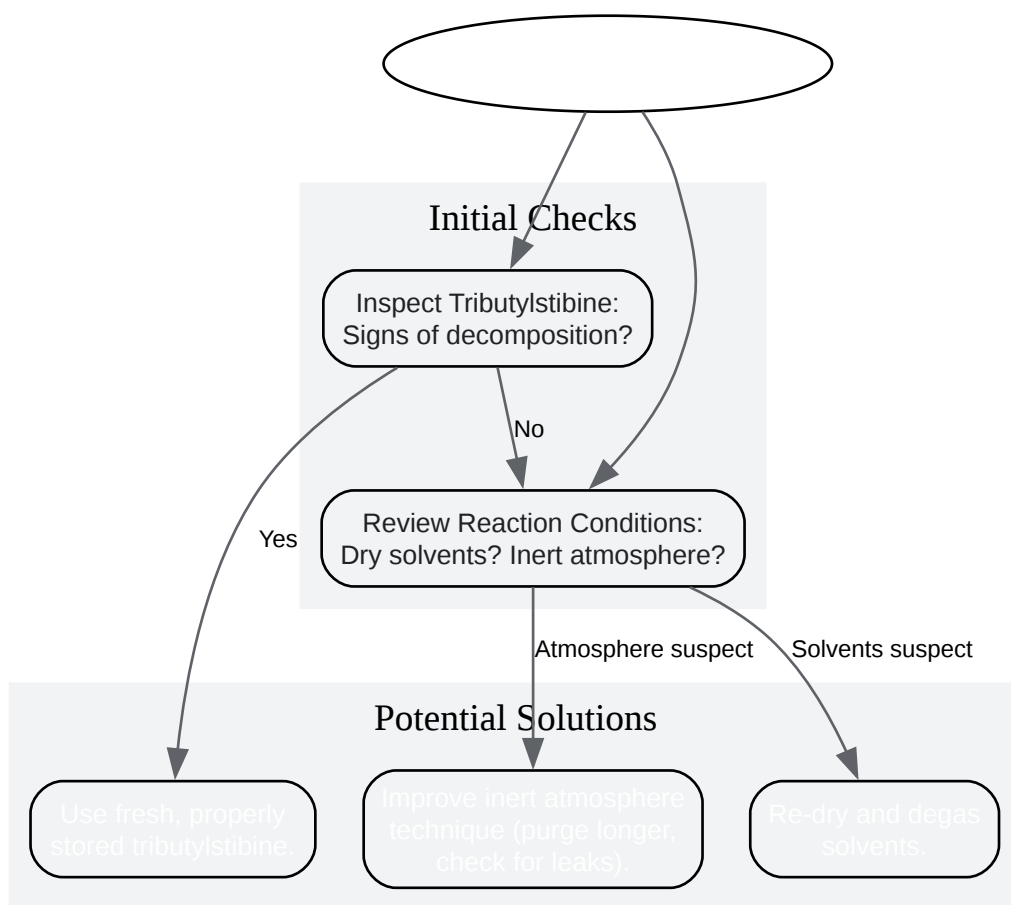 Initial Checks
Inspect Tributylstibine:
Signs of decomposition?
No
Yes
Review Reaction Conditions:
Dry solvents? Inert atmosphere?
Atmosphere suspect
Solvents suspect
Potential Solutions
Use fresh, properly
stored tributylstibine.
Improve inert atmosphere
technique (purge longer,
check for leaks).
Re-dry and degas
solvents.